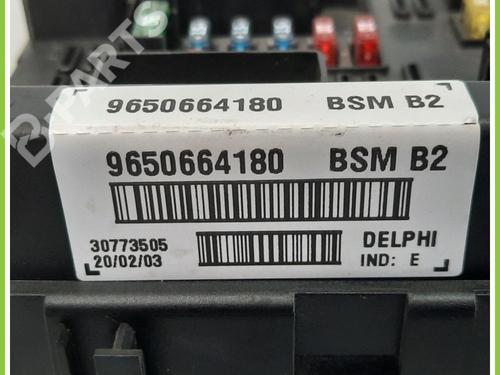 B-PARTS
9650664180 BSM B2
9650664180 BSM B2
30773505 DELPHI
20/02/03 IND: E